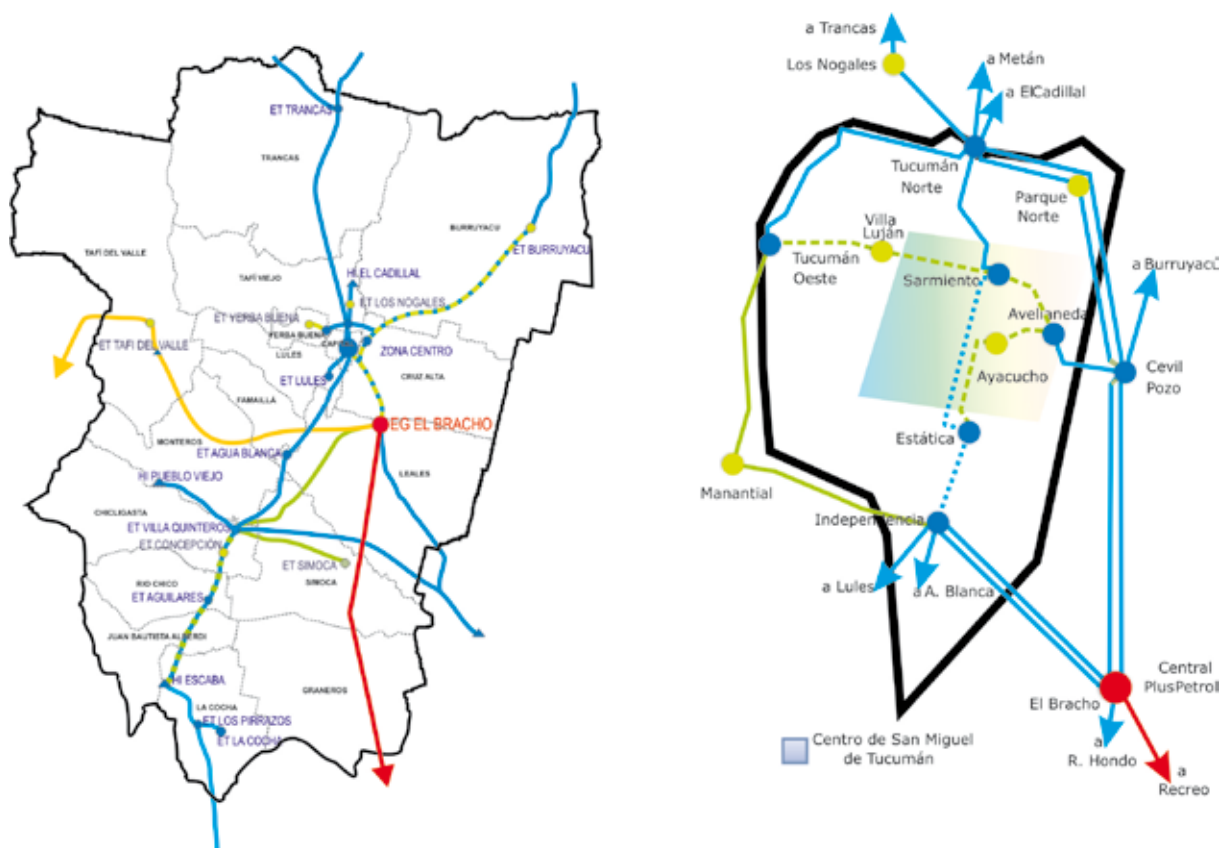 ET TRANCAS
TRANCAS
BURRUYACU
TAFÍ DEL VALLE
ET BURRUYACU
TAFÍ VIEJO
HI EL CADILLAL
ET LOS NOGALES
ET YERBA BUENA
YERBA BUENA
ET TAFI DEL VALLE
LULES
ZONA CENTRO
ET LULES
CRUZ ALTA
FAMAILLA
EG EL BRACHO
MONTEROS
ET AGUA BLANCA
LEALES
HI PUEBLO VIEJO
CHICLIGASTA
ET VILLA QUINTEROS
ET CONCEPCIÓN
ET SIMOCA
RIO CHICO
SIMOCA
ET AGUILARES
JUAN BAUTISTA ALBERDI
HI ESCABA
GRANEROS
LA COCHA
ET LOS PIRRAZOS
ET LA COCHA
a Trancas
Los Nogales
a Metán
a ElCadillal
Tucumán
Norte
Parque
Norte
Villa
Luján
Tucumán
Oeste
Sarmiento
a Burruyacú
Avellaneda
Ayacucho
Cevil
Pozo
Estática
Manantial
Independencia
a Lules
a A. Blanca
Central
PlusPetroll
El Bracho
Centro de San Miguel
de Tucumán
a
R. Hondo
a
Recreo